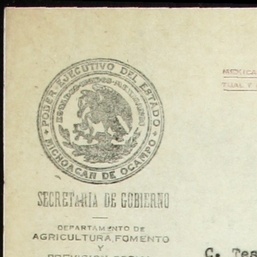 PODER EJECUTIVO DEL ESTADO
MICHOACAN DE OCAMPO
SECRETARIA DE GOBIERNO
DEPARTAMENTO DE
AGRICULTURA, FOMENTO
Y
C. Tes